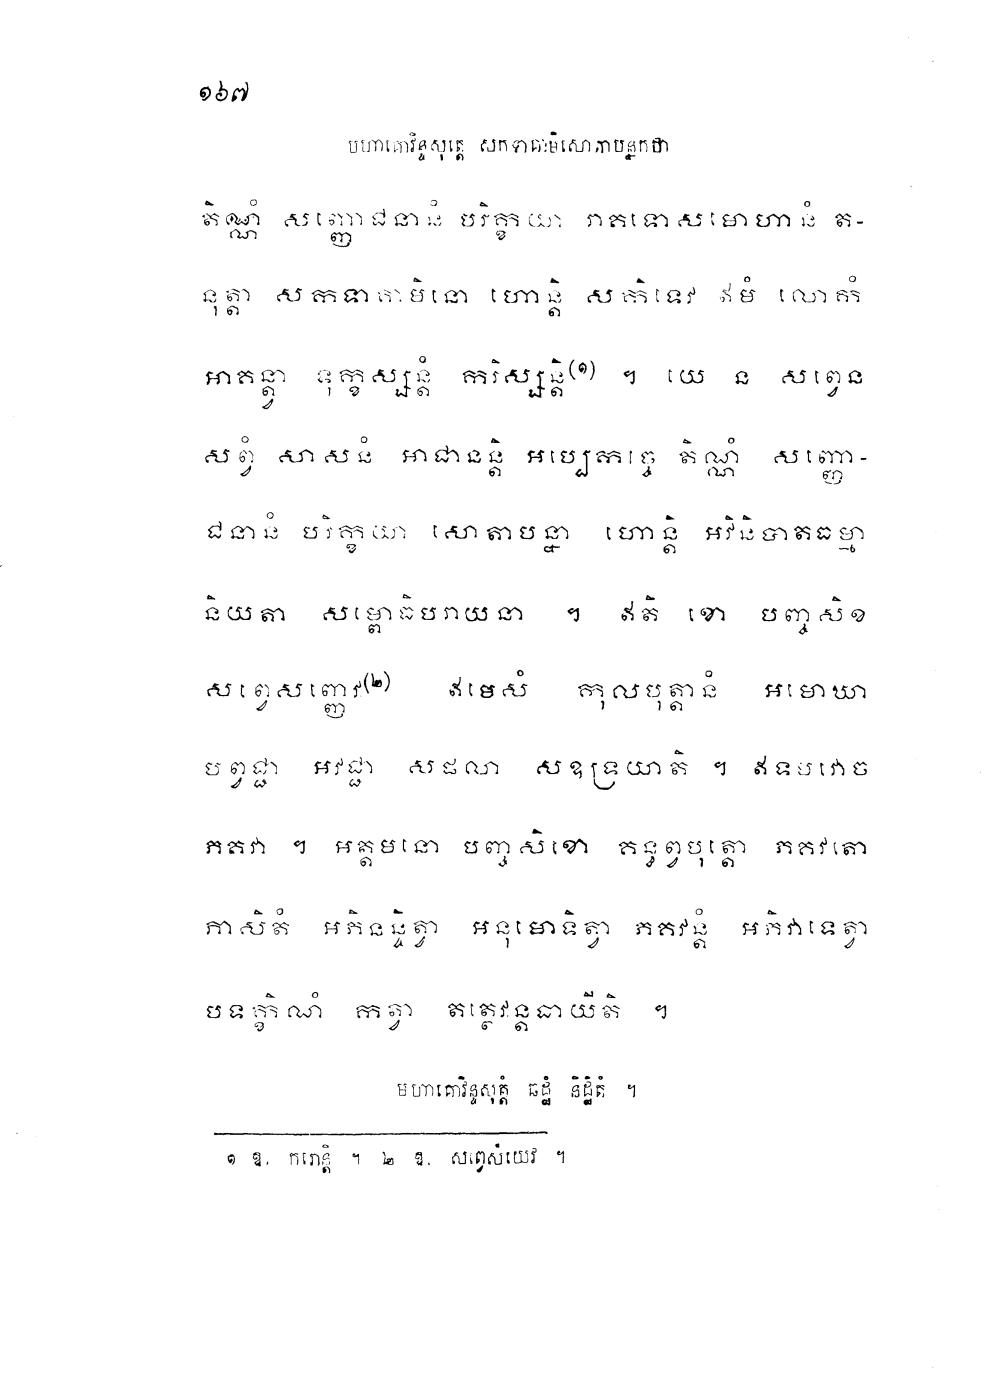 ១៦៧
មហាគោវិន្ទសុត្តេ សកទាគាមិសោតាបន្នកថា
តិណ្ណំ សញ្ញោជនានំ បរិក្ខយា រាគទោសមោហានំ ត-
នុត្តា សកទាគាមិនោ ហោន្តិ សកិទេវ ឥមំ លោកំ
អាគន្ត្វា ទុក្ខស្សន្តំ ករិស្សន្តិ(១) ។ យេ ន សព្វេន
សព្វំ សាសនំ អាជានន្តិ អប្បេកច្ចេ តិណ្ណំ សញ្ញោ-
ជនានំ បរិក្ខយា សោតាបន្នា ហោន្តិ អវិនិបាតធម្មា
និយតា សម្ពោធិបរាយនា ។ ឥតិ ខោ បញ្ចសិខ
សព្វេសញ្ញេវ(២) ឥមេសំ កុលបុត្តានំ អមោឃា
បព្វជ្ជា អវជ្ឈា សផលា សឧទ្រយាតិ ។ ឥទមវោច
ភគវា ។ អត្តមនោ បញ្ចសិខោ គន្ធព្វបុត្តោ ភគវតោ
ភាសិតំ អភិនន្ទិត្វា អនុមោទិត្វា ភគវន្តំ អភិវាទេត្វា
បទក្ខិណំ កត្វា តត្ថេវន្តរធាយីតិ ។
មហាគោវិន្ទសុត្តំ ឆដ្ឋំ និដ្ឋិតំ ។
១ ឱ. ករោន្តិ ។ ២ ឱ. សព្វេសំយេវ ។